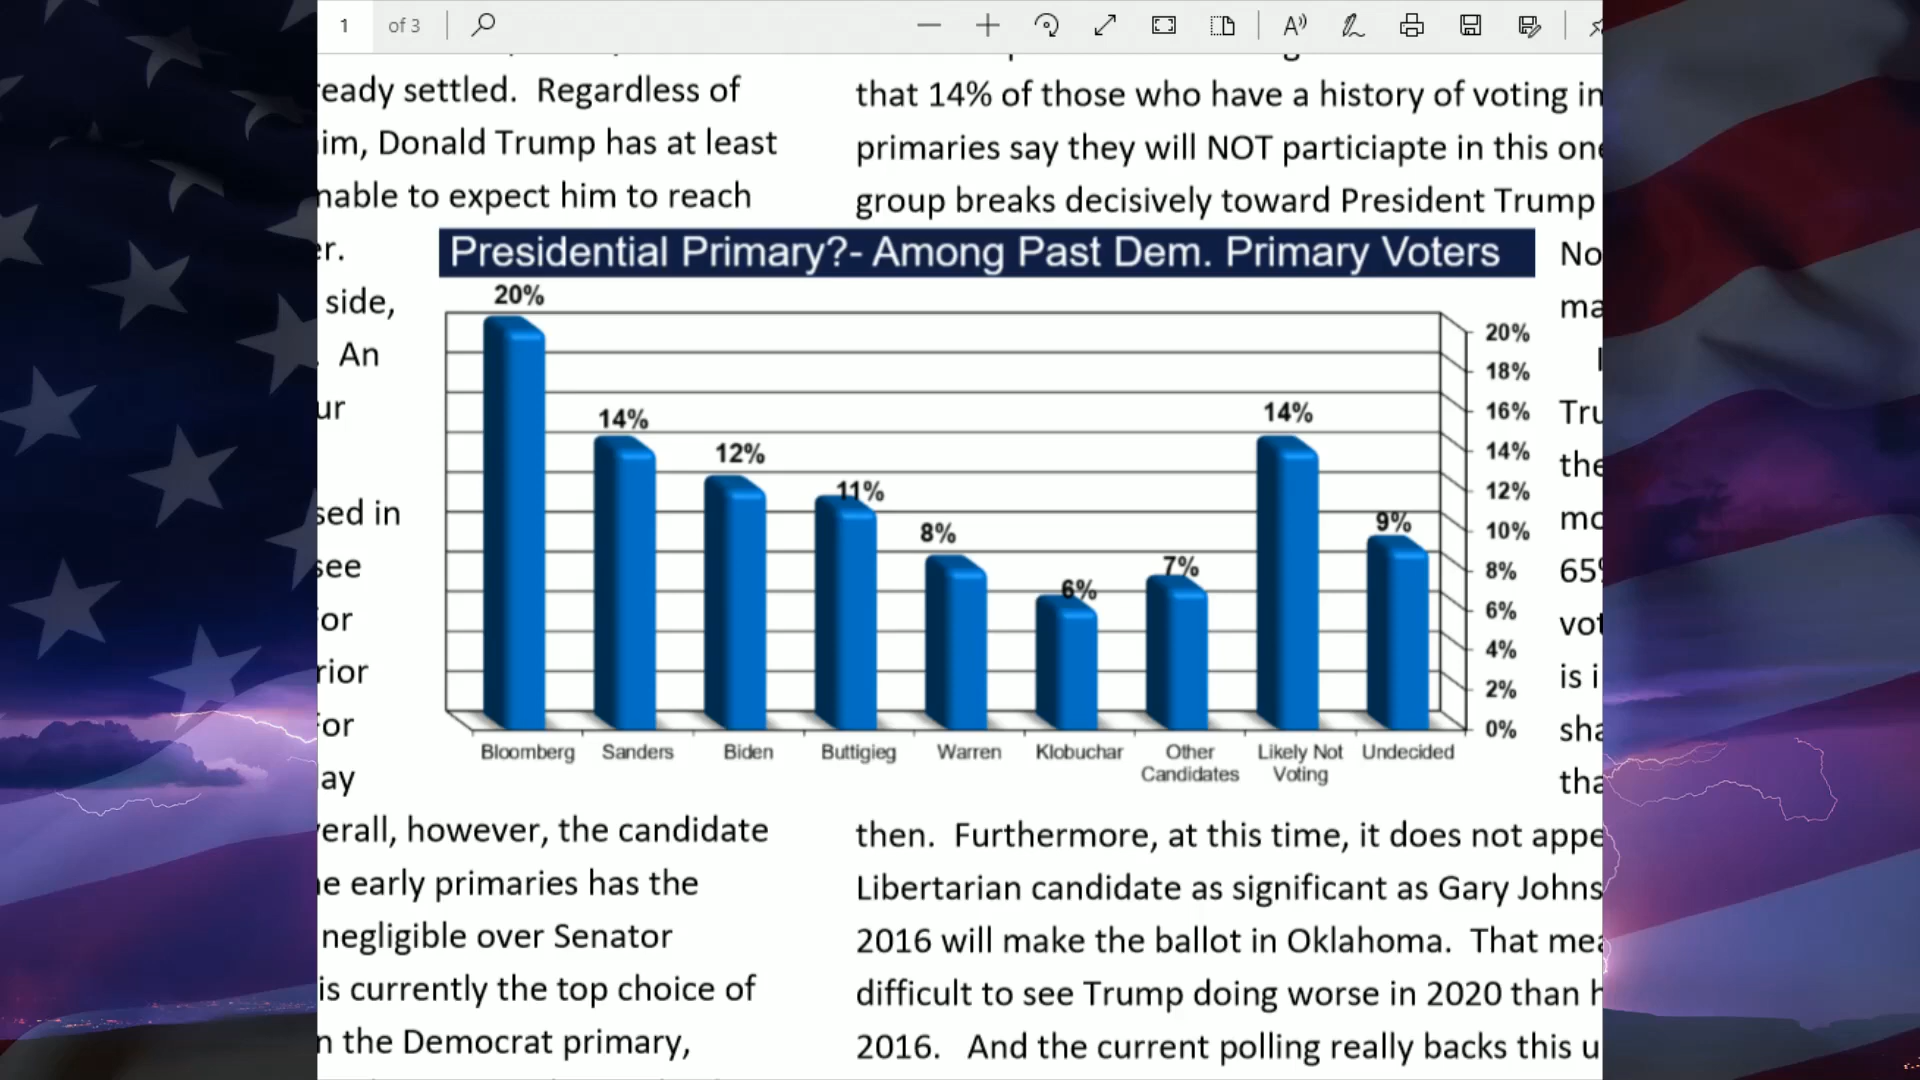 1 of 3
eady settled. Regardless of
im, Donald Trump has at least
nable to expect him to reach
er.
side,
An
ur
sed in
see
For
rior
For
ay
verall, however, the candidate
he early primaries has the
negligible over Senator
is currently the top choice of
n the Democrat primary,
that 14% of those who have a history of voting in
primaries say they will NOT particiapte in this one
group breaks decisively toward President Trump
Presidential Primary?- Among Past Dem. Primary Voters
20%
14%
12%
11%
8%
6%
7%
14%
9%
20%
18%
16%
14%
12%
10%
8%
6%
4%
2%
0%
Bloomberg
Sanders
Biden
Buttigieg
Warren
Klobuchar
Other
Candidates
Likely Not
Voting
Undecided
No
ma
Tru
the
mo
65%
vot
is i
sha
tha
then. Furthermore, at this time, it does not appe
Libertarian candidate as significant as Gary Johns
2016 will make the ballot in Oklahoma. That mea
difficult to see Trump doing worse in 2020 than h
2016. And the current polling really backs this u